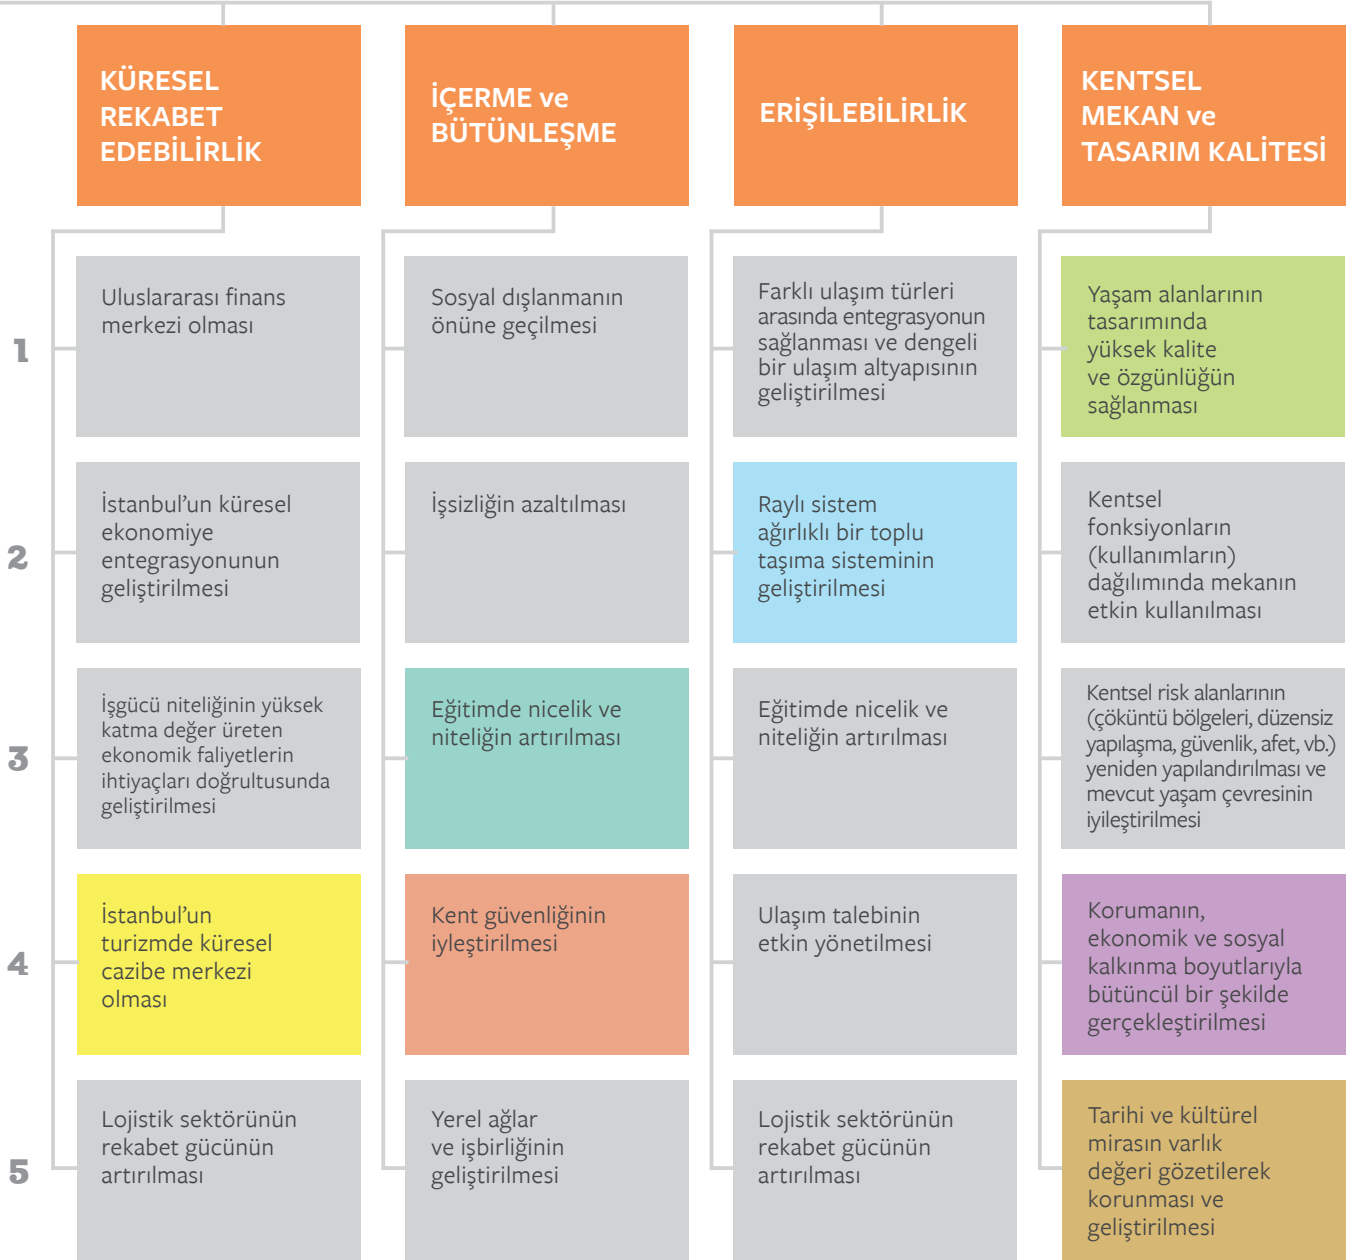 KÜRESEL
REKABET
EDEBİLİRLİK
İÇERME ve
BÜTÜNLEŞME
ERİŞİLEBİLİRLİK
KENTSEL
MEKAN ve
TASARIM KALİTESİ
1
Uluslararası finans
merkezi olması
Sosyal dışlanmanın
önüne geçilmesi
Farklı ulaşım türleri
arasında entegrasyonun
sağlanması ve dengeli
bir ulaşım altyapısının
geliştirilmesi
Yaşam alanlarının
tasarımında
yüksek kalite
ve özgünlüğün
sağlanması
2
İstanbul’un küresel
ekonomiye
entegrasyonunun
geliştirilmesi
İşsizliğin azaltılması
Raylı sistem
ağırlıklı bir toplu
taşıma sisteminin
geliştirilmesi
Kentsel
fonksiyonların
(kullanımların)
dağılımında mekanın
etkin kullanılması
3
İşgücü niteliğinin yüksek
katma değer üreten
ekonomik faliyetlerin
ihtiyaçları doğrultusunda
geliştirilmesi
Eğitimde nicelik ve
niteliğin artırılması
Eğitimde nicelik ve
niteliğin artırılması
Kentsel risk alanlarının
(çöküntü bölgeleri, düzensiz
yapılaşma, güvenlik, afet, vb.)
yeniden yapılandırılması ve
mevcut yaşam çevresinin
iyileştirilmesi
4
İstanbul’un
turizmde küresel
cazibe merkezi
olması
Kent güvenliğinin
iyleştirilmesi
Ulaşım talebinin
etkin yönetilmesi
Korumanın,
ekonomik ve sosyal
kalkınma boyutlarıyla
bütüncül bir şekilde
gerçekleştirilmesi
5
Lojistik sektörünün
rekabet gücünün
artırılması
Yerel ağlar
ve işbirliğinin
geliştirilmesi
Lojistik sektörünün
rekabet gücünün
artırılması
Tarihi ve kültürel
mirasın varlık
değeri gözetilerek
korunması ve
geliştirilmesi